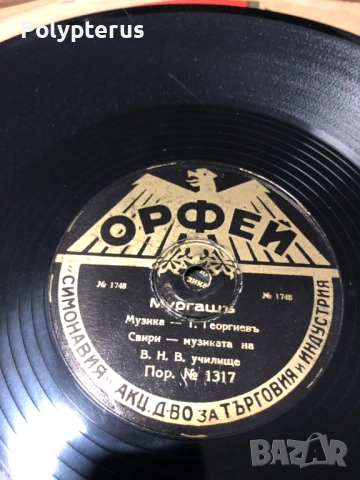 Polypterus
ОРФЕЙ
№ 1748 № 1748
Мургашъ
Музика — Т. Георгиевъ
Свири — музиката на
В. Н. В. училище
Пор. № 1317
"СИМОНАВИЯ" АКЦ. Д-ВО ЗА ТЪРГОВИЯ И ИНДУСТРИЯ
BAZAR